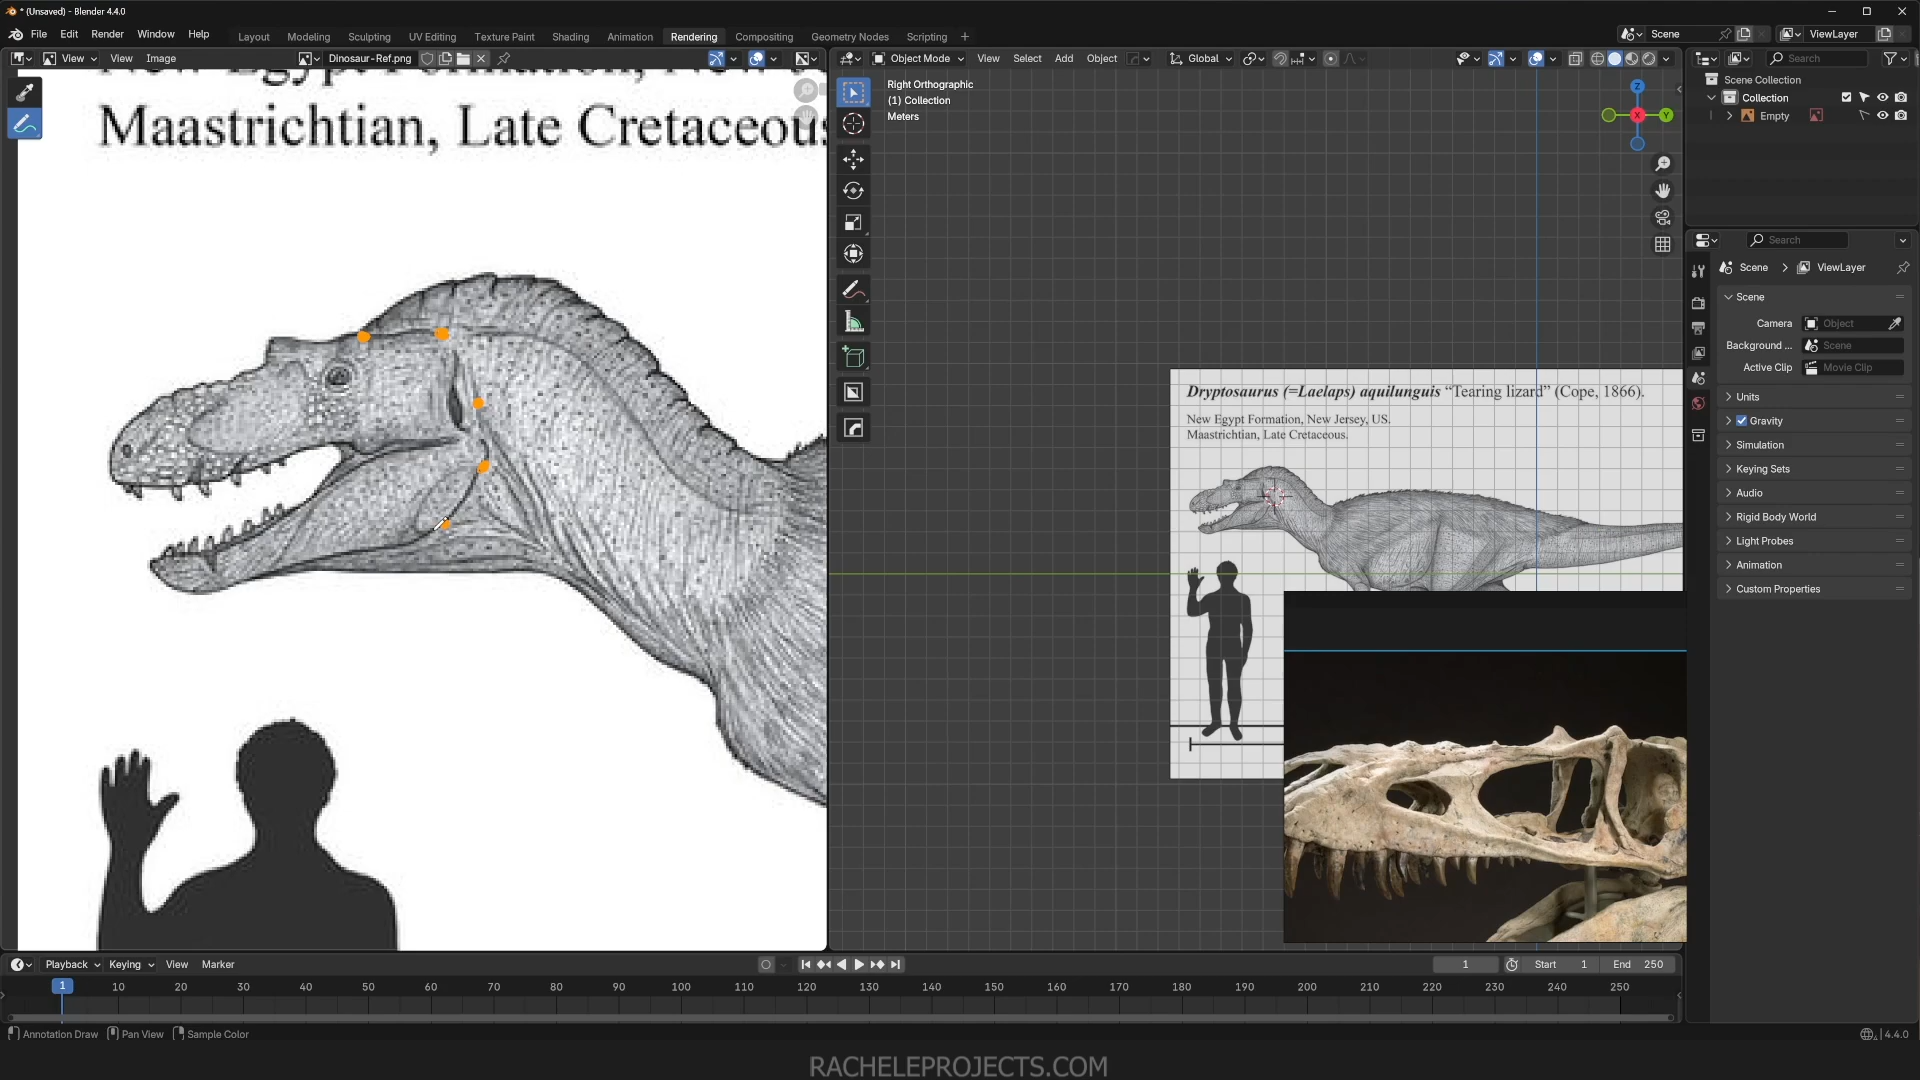 * (Unsaved) - Blender 4.4.0
File Edit Render Window Help
Layout Modeling Sculpting UV Editing Texture Paint Shading Animation Rendering Compositing Geometry Nodes Scripting +
Scene
ViewLayer
View View Image Dinosaur-Ref.png
Object Mode View Select Add Object Global
Search
Maastrichtian, Late Cretaceous
Right Orthographic
(1) Collection
Meters
Z
Y
X
Dryptosaurus (=Laelaps) aquilunguis “Tearing lizard” (Cope, 1866).
New Egypt Formation, New Jersey, US.
Maastrichtian, Late Cretaceous.
Scene Collection
Collection
Empty
Search
Scene > ViewLayer
Scene
Camera Object
Background ... Scene
Active Clip Movie Clip
Units
Gravity
Simulation
Keying Sets
Audio
Rigid Body World
Light Probes
Animation
Custom Properties
Playback Keying View Marker
1 Start 1 End 250
1 10 20 30 40 50 60 70 80 90 100 110 120 130 140 150 160 170 180 190 200 210 220 230 240 250
Annotation Draw Pan View Sample Color
4.4.0
RACHELEPROJECTS.COM